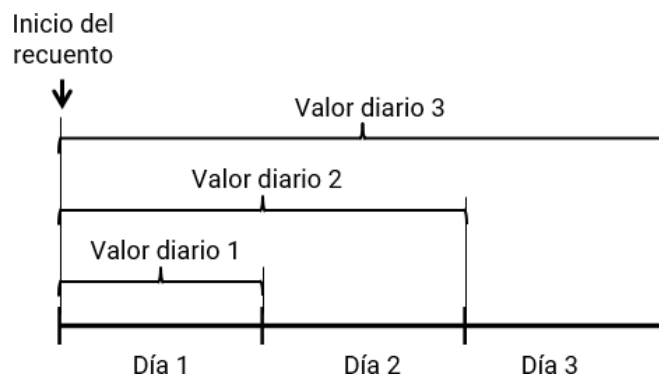 Inicio del
recuento
Valor diario 3
Valor diario 2
Valor diario 1
Día 1
Día 2
Día 3